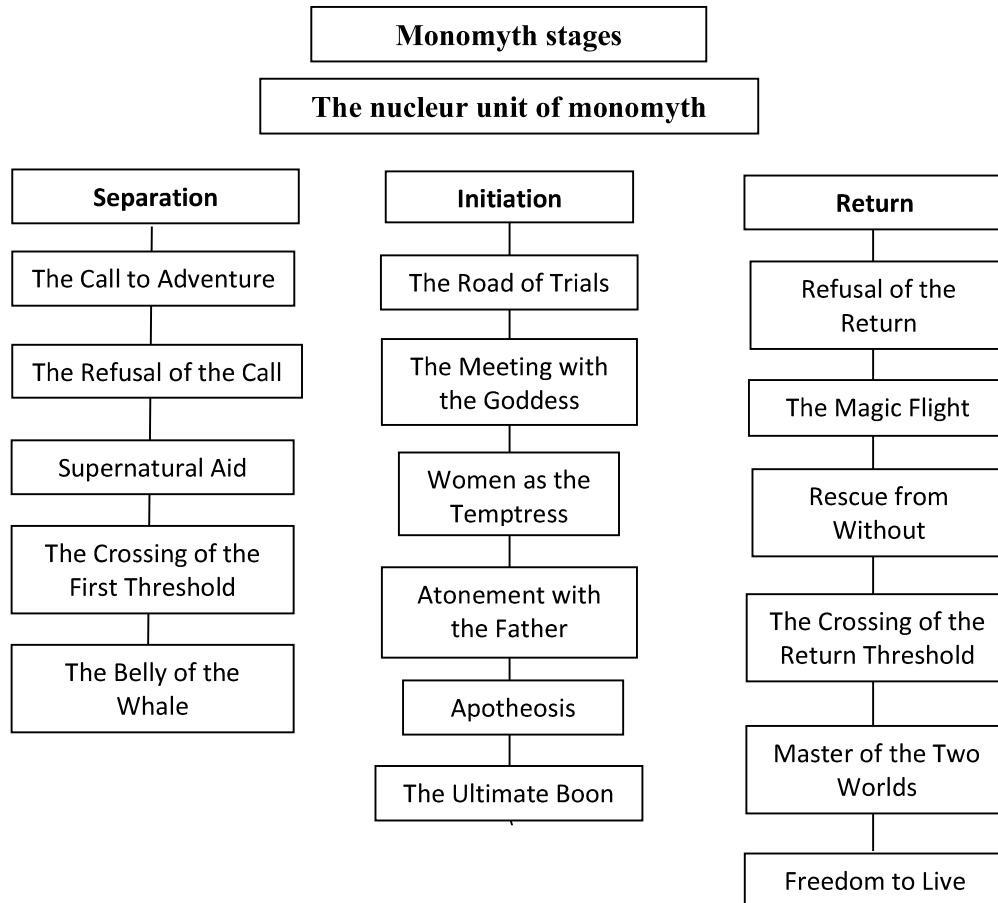 Monomyth stages
The nucleur unit of monomyth
Separation
The Call to Adventure
The Refusal of the Call
Supernatural Aid
The Crossing of the
First Threshold
The Belly of the
Whale
Initiation
The Road of Trials
The Meeting with
the Goddess
Women as the
Temptress
Atonement with
the Father
Apotheosis
The Ultimate Boon
Return
Refusal of the
Return
The Magic Flight
Rescue from
Without
The Crossing of the
Return Threshold
Master of the Two
Worlds
Freedom to Live